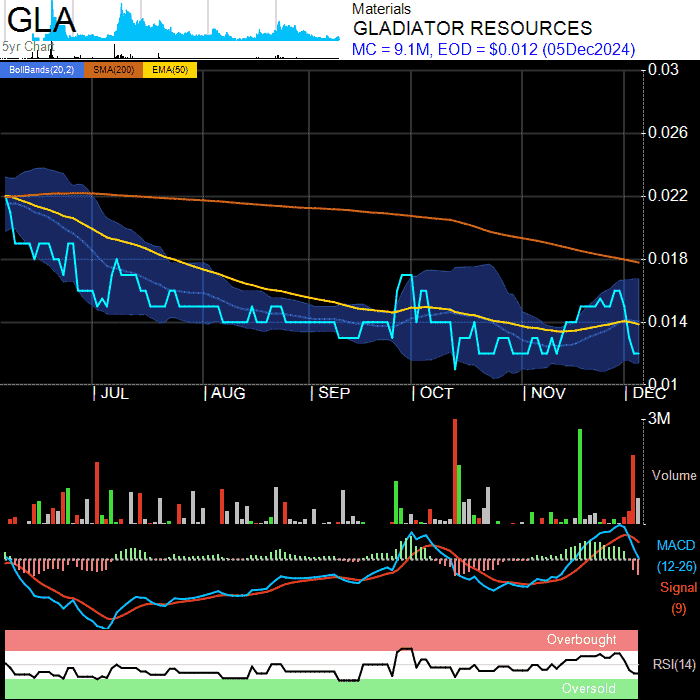 GLA
5yr Chart
Materials
GLADIATOR RESOURCES
MC = 9.1M, EOD = $0.012 (05Dec2024)
BollBands(20,2) SMA(200) EMA(50)
0.03
0.026
0.022
0.018
0.014
0.01
JUL AUG SEP OCT NOV DEC
3M
Volume
MACD
(12-26)
Signal
(9)
Overbought
RSI(14)
Oversold